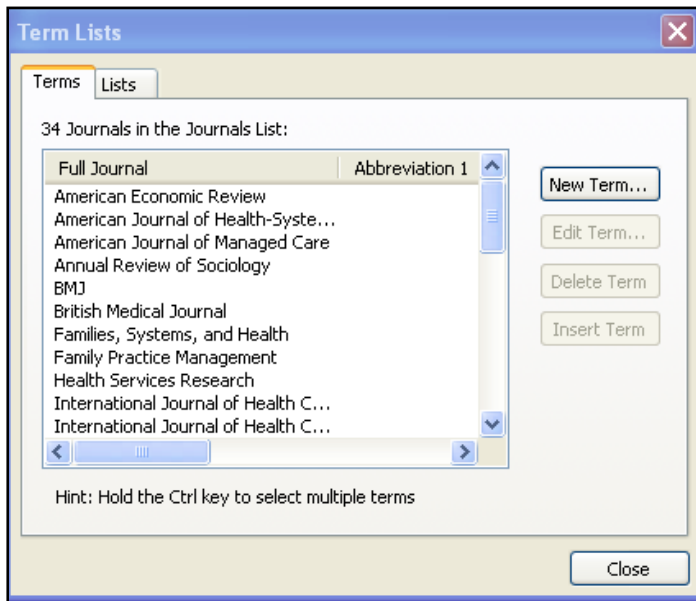 Term Lists
Terms Lists
34 Journals in the Journals List:
Full Journal Abbreviation 1
American Economic Review
American Journal of Health-Syste...
American Journal of Managed Care
Annual Review of Sociology
BMJ
British Medical Journal
Families, Systems, and Health
Family Practice Management
Health Services Research
International Journal of Health C...
International Journal of Health C...
New Term...
Edit Term...
Delete Term
Insert Term
Hint: Hold the Ctrl key to select multiple terms
Close